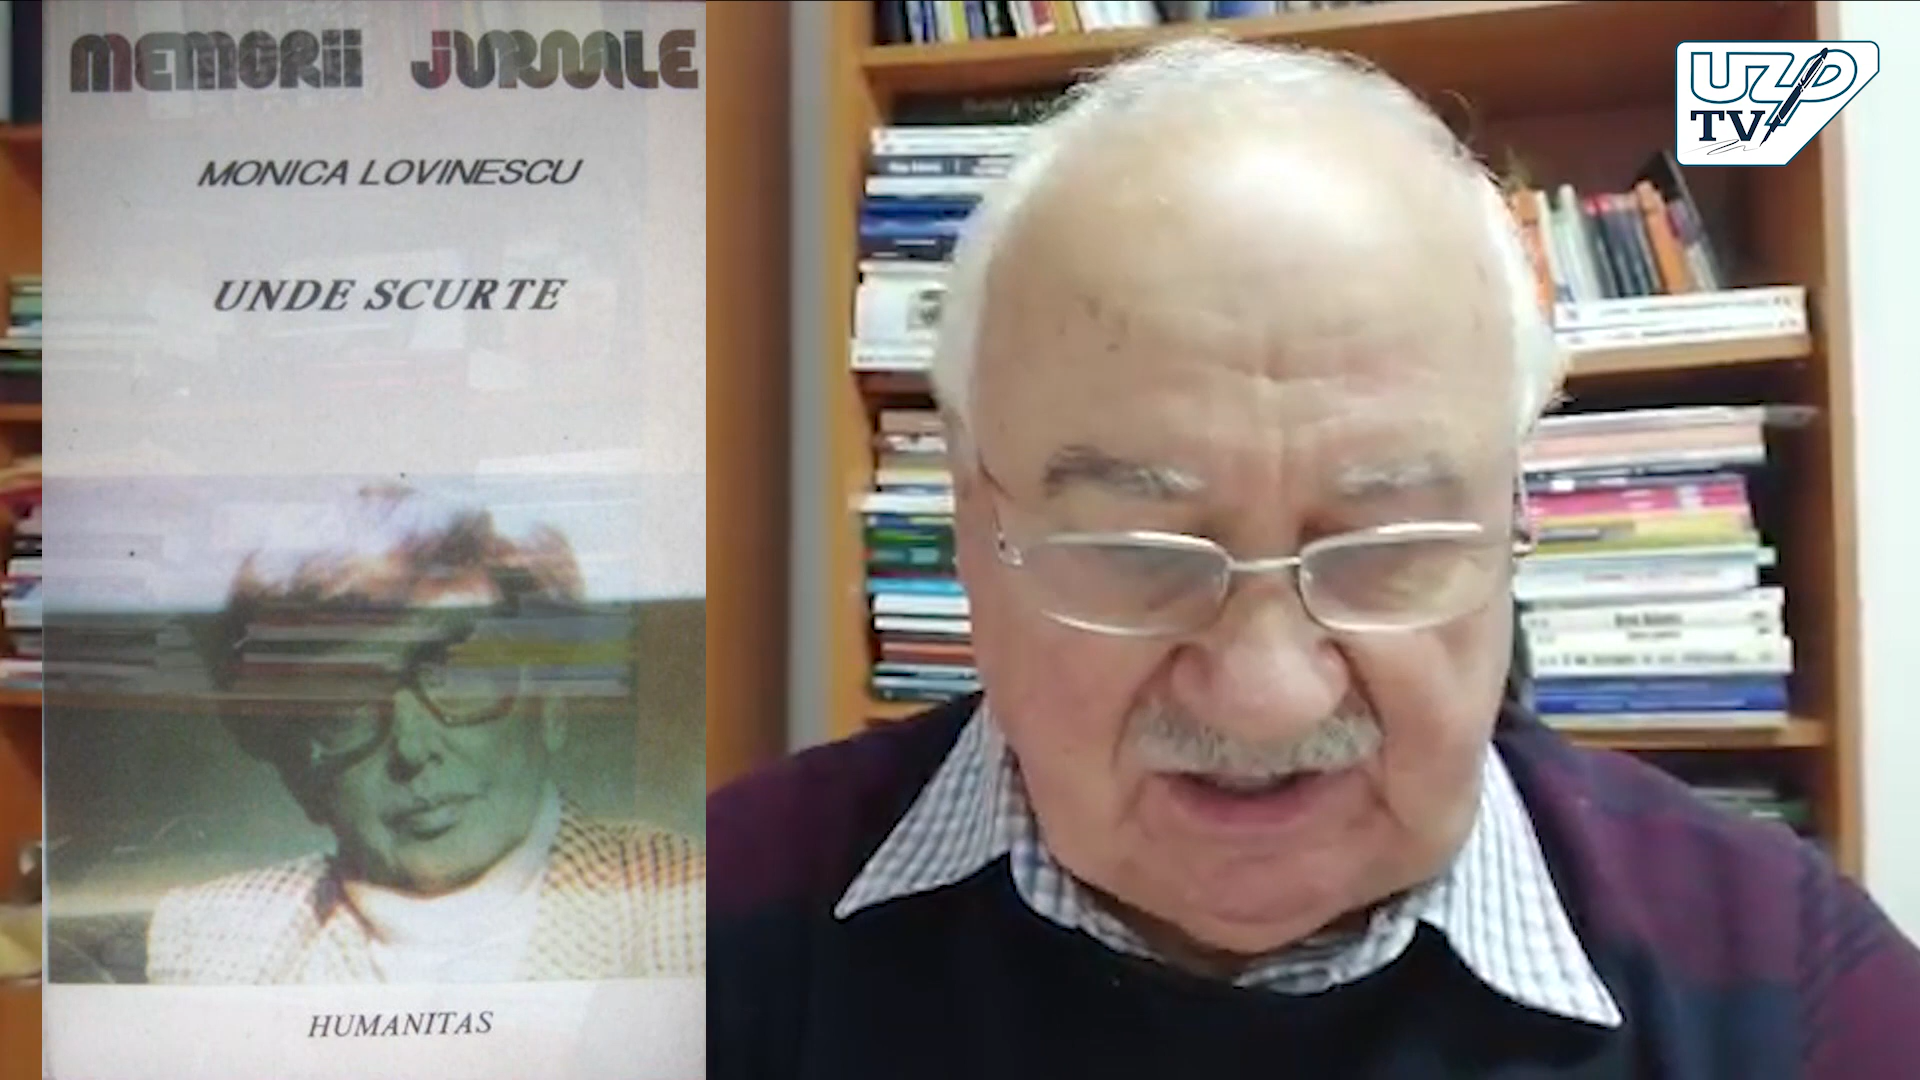 MEMORII JURNALE
MONICA LOVINESCU
UNDE SCURTE
HUMANITAS
UZP
TV